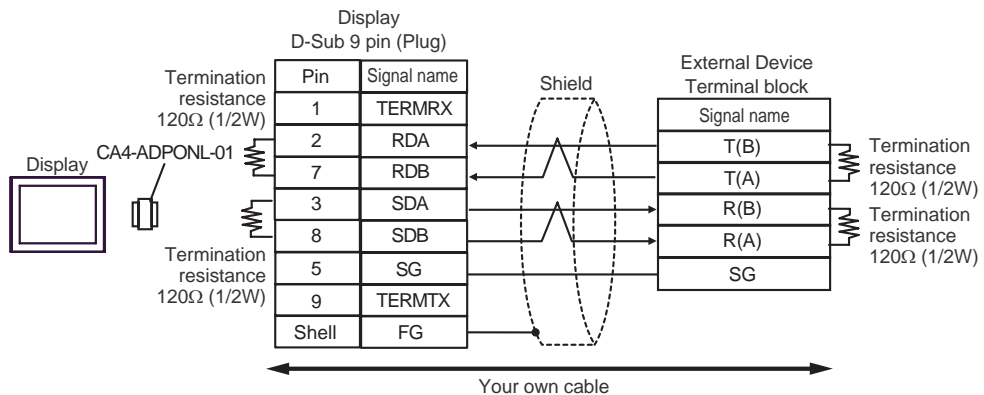 Display
D-Sub 9 pin (Plug)
Pin Signal name
1 TERMRX
2 RDA
7 RDB
3 SDA
8 SDB
5 SG
9 TERMTX
Shell FG
Termination
resistance
120Ω (1/2W)
CA4-ADPONL-01
Display
Termination
resistance
120Ω (1/2W)
Shield
External Device
Terminal block
Signal name
T(B)
T(A)
R(B)
R(A)
SG
Termination
resistance
120Ω (1/2W)
Termination
resistance
120Ω (1/2W)
Your own cable